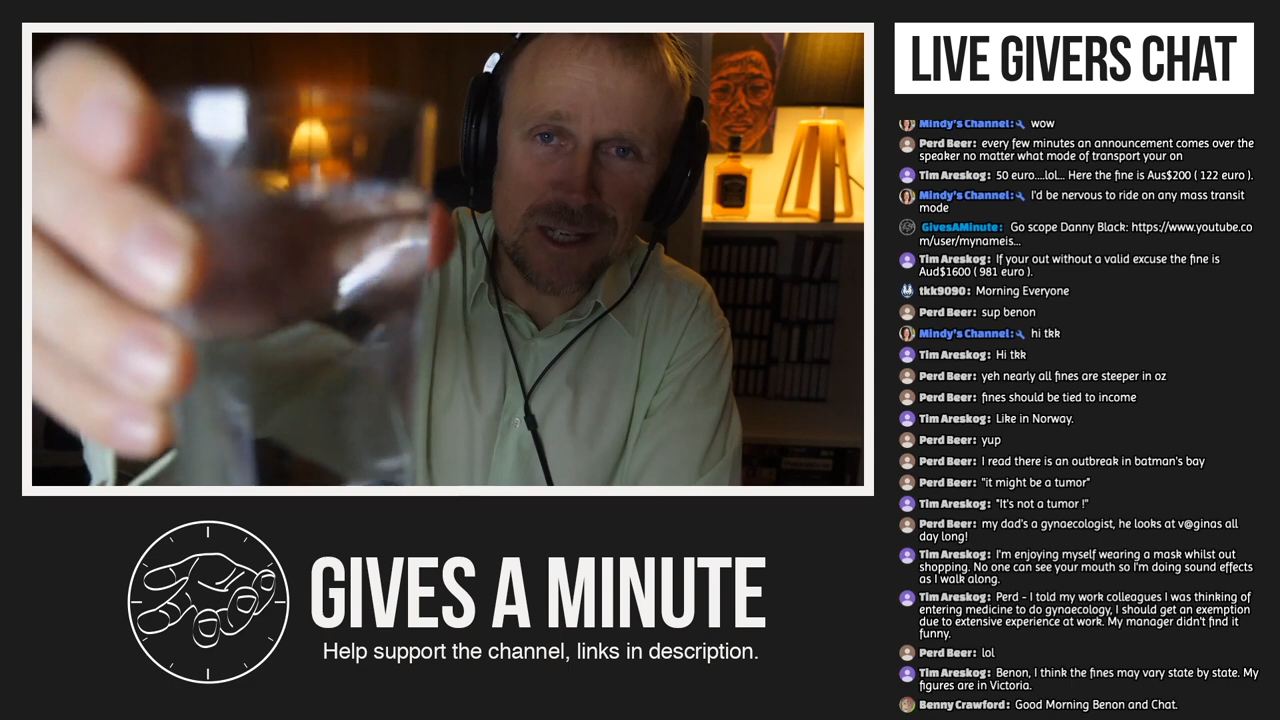 LIVE GIVERS CHAT
Mindy's Channel: wow
Perd Beer: every few minutes an announcement comes over the
speaker no matter what mode of transport your on
Tim Areskog: 50 euro....lol... Here the fine is Aus$200 ( 122 euro ).
Mindy's Channel: I'd be nervous to ride on any mass transit
mode
GivesAMinute: Go scope Danny Black: https://www.youtube.co
m/user/mynameis...
Tim Areskog: If your out without a valid excuse the fine is
Aud$1600 ( 981 euro ).
tkk9090: Morning Everyone
Perd Beer: sup benon
Mindy's Channel: hi tkk
Tim Areskog: Hi tkk
Perd Beer: yeh nearly all fines are steeper in oz
Perd Beer: fines should be tied to income
Tim Areskog: Like in Norway.
Perd Beer: yup
Perd Beer: I read there is an outbreak in batman's bay
Perd Beer: "it might be a tumor"
Tim Areskog: "It's not a tumor !"
Perd Beer: my dad's a gynaecologist, he looks at v@ginas all
day long!
Tim Areskog: I'm enjoying myself wearing a mask whilst out
shopping. No one can see your mouth so I'm doing sound effects
as I walk along.
Tim Areskog: Perd - I told my work colleagues I was thinking of
entering medicine to do gynaecology, I should get an exemption
due to extensive experience at work. My manager didn't find it
funny.
Perd Beer: lol
Tim Areskog: Benon, I think the fines may vary state by state. My
figures are in Victoria.
Benny Crawford: Good Morning Benon and Chat.
GIVES A MINUTE
Help support the channel, links in description.